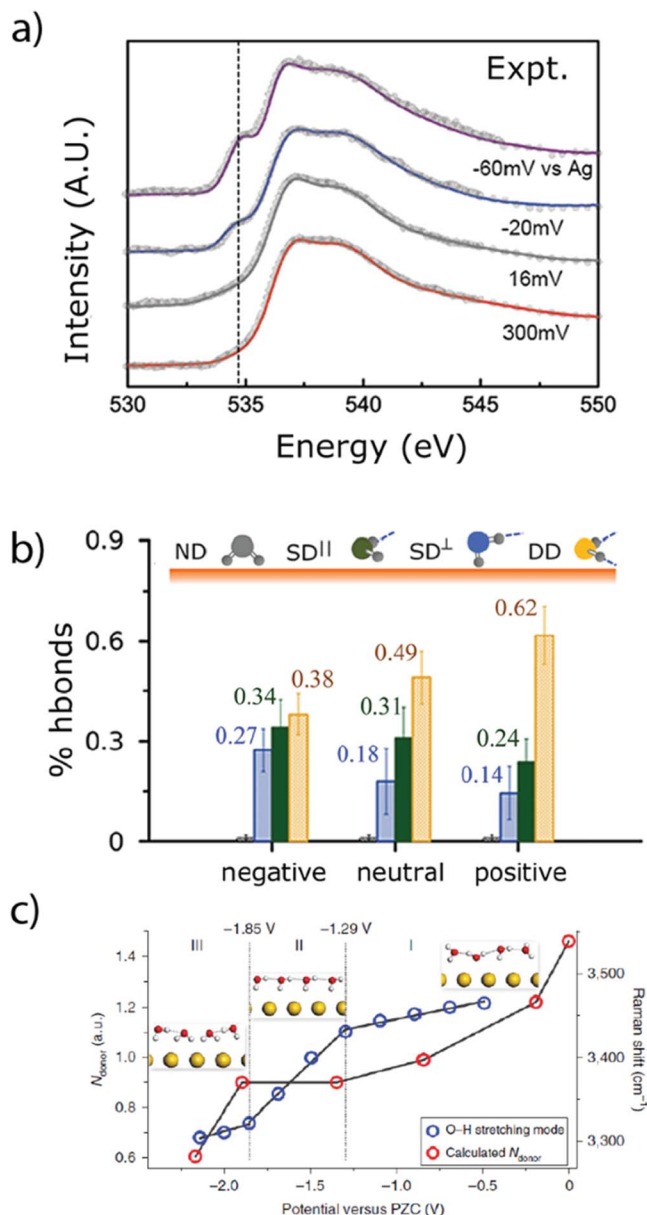 a)
Expt.
-60mV vs Ag
-20mV
16mV
300mV
Intensity (A.U.)
530 535 540 545 550
Energy (eV)
b)
0.9
0.6
0.3
0
% hbonds
ND SD|| SD⊥ DD
0.27 0.34 0.38
0.18 0.31 0.49
0.14 0.24 0.62
negative neutral positive
c)
−1.85 V −1.29 V
III II I
1.4
1.2
1.0
0.9
0.8
0.6
N_donor (a.u.)
3,500
3,400
3,300
Raman shift (cm⁻¹)
O–H stretching mode
Calculated N_donor
−2.0 −1.5 −1.0 −0.5 0
Potential versus PZC (V)